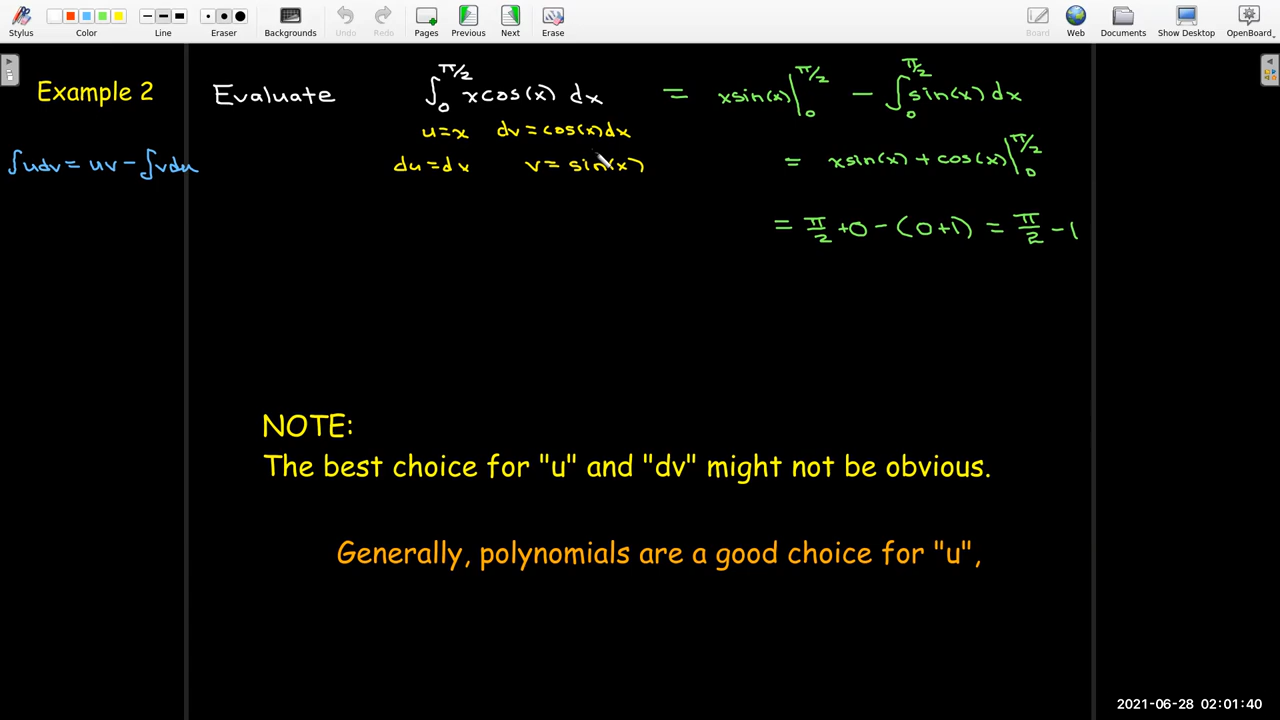 Stylus Color Line Eraser Backgrounds Undo Redo Pages Previous Next Erase Board Web Documents Show Desktop OpenBoard
Example 2
Evaluate ∫₀^{π/2} xcos(x) dx = xsin(x)|₀^{π/2} − ∫₀^{π/2} sin(x) dx
u=x dv=cos(x)dx
∫udv = uv − ∫vdu
du=dx v=sin(x)
= xsin(x) + cos(x)|₀^{π/2}
= π/2 + 0 − (0+1) = π/2 − 1
NOTE:
The best choice for "u" and "dv" might not be obvious.
Generally, polynomials are a good choice for "u",
2021-06-28 02:01:40